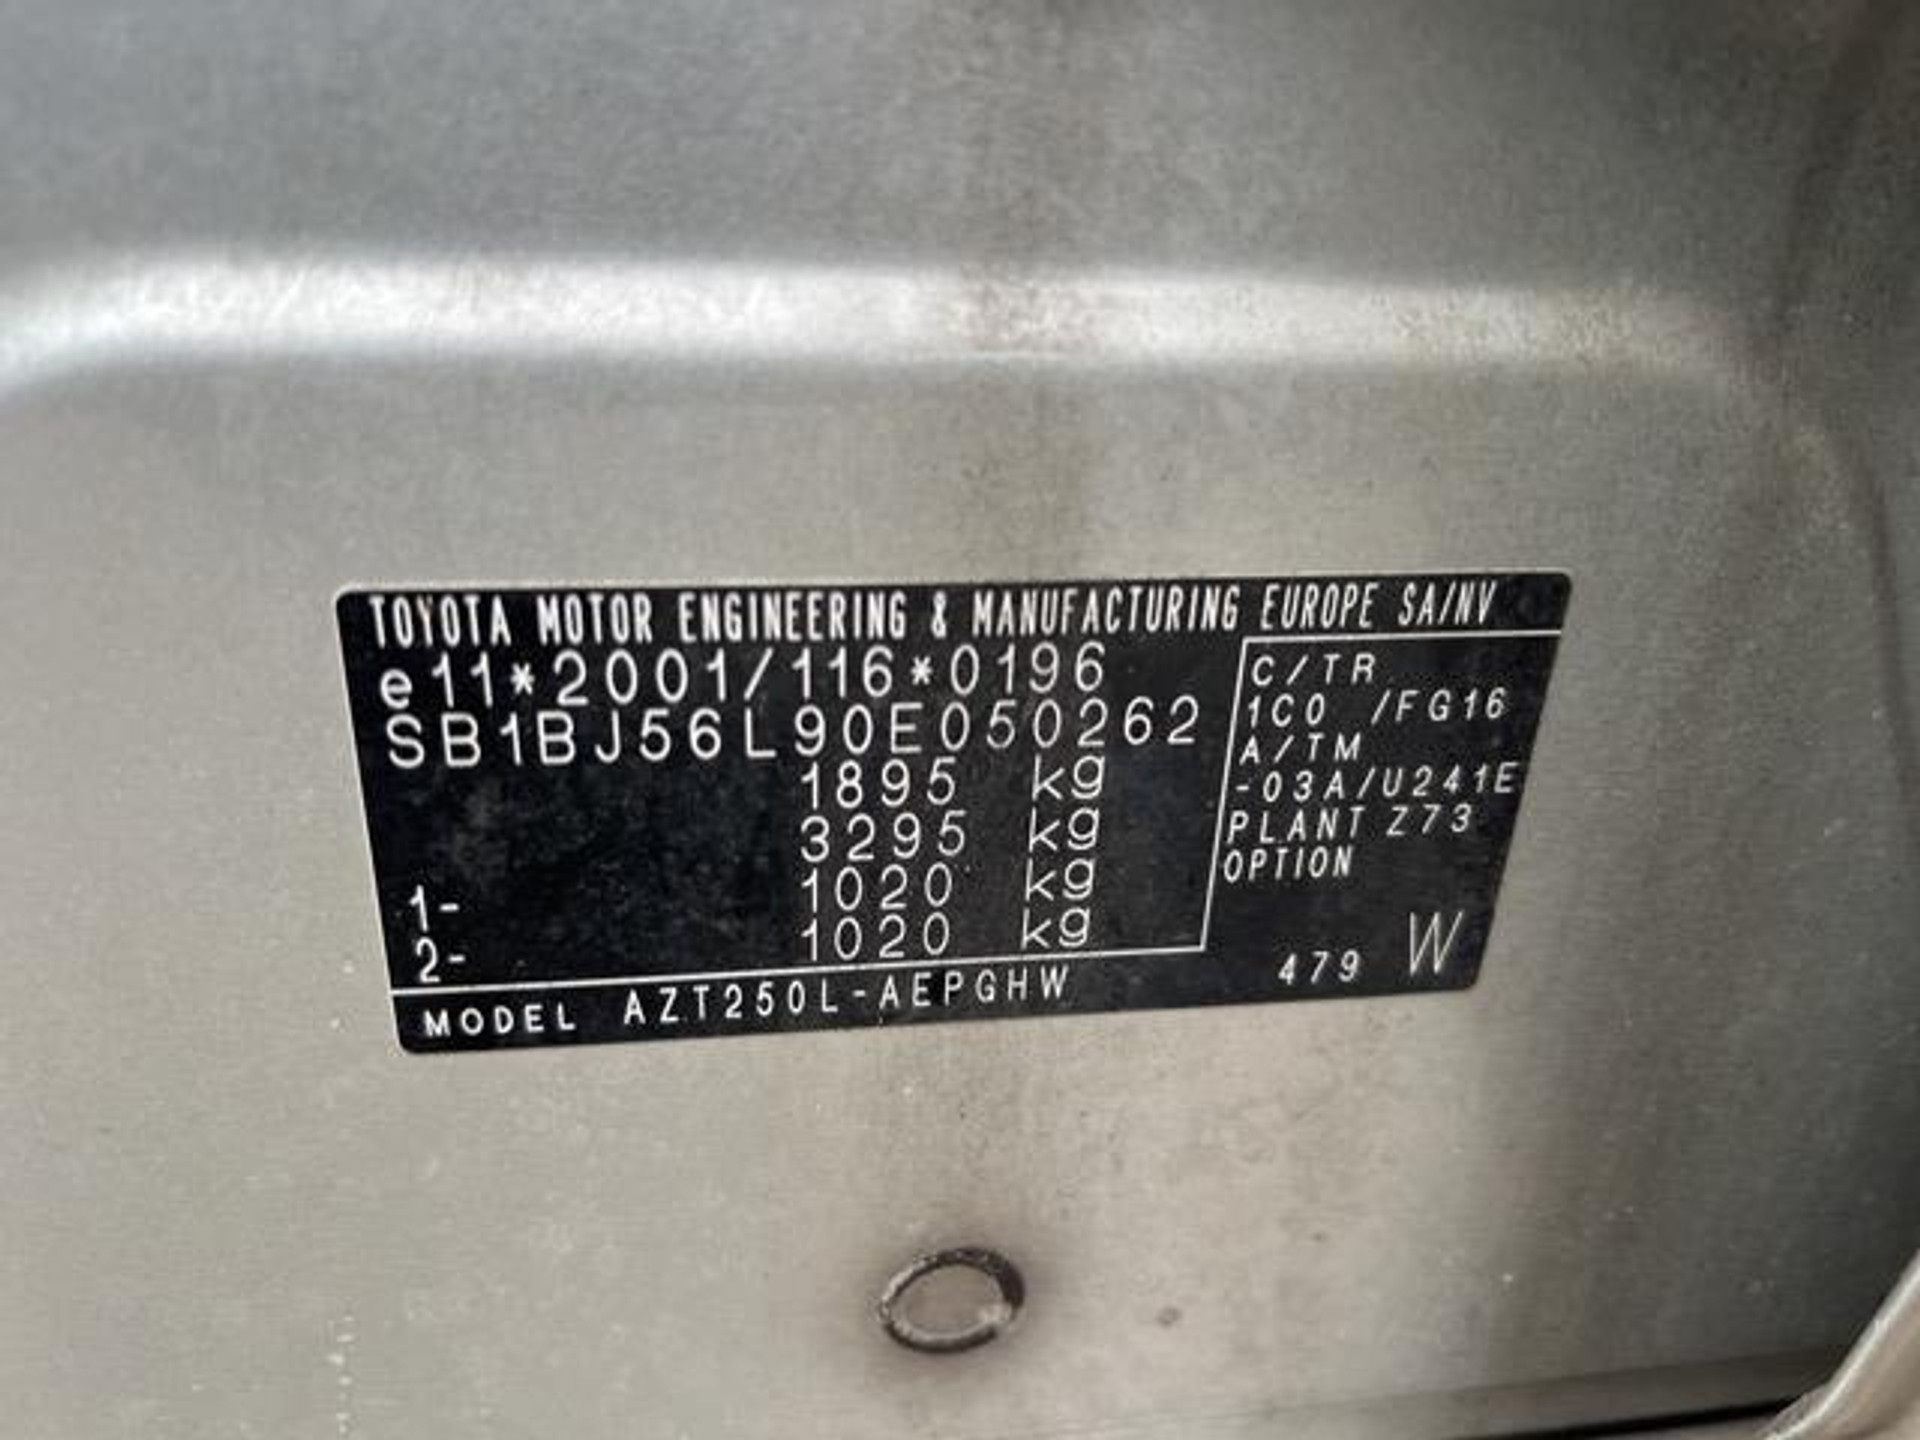 TOYOTA MOTOR ENGINEERING & MANUFACTURING EUROPE SA/NV
e11*2001/116*0196
SB1BJ56L90E050262
1895 kg
3295 kg
1- 1020 kg
2- 1020 kg
C/TR
1C0 /FG16
A/TM
-03A/U241E
PLANT Z73
OPTION
479 W
MODEL AZT250L-AEPGHW